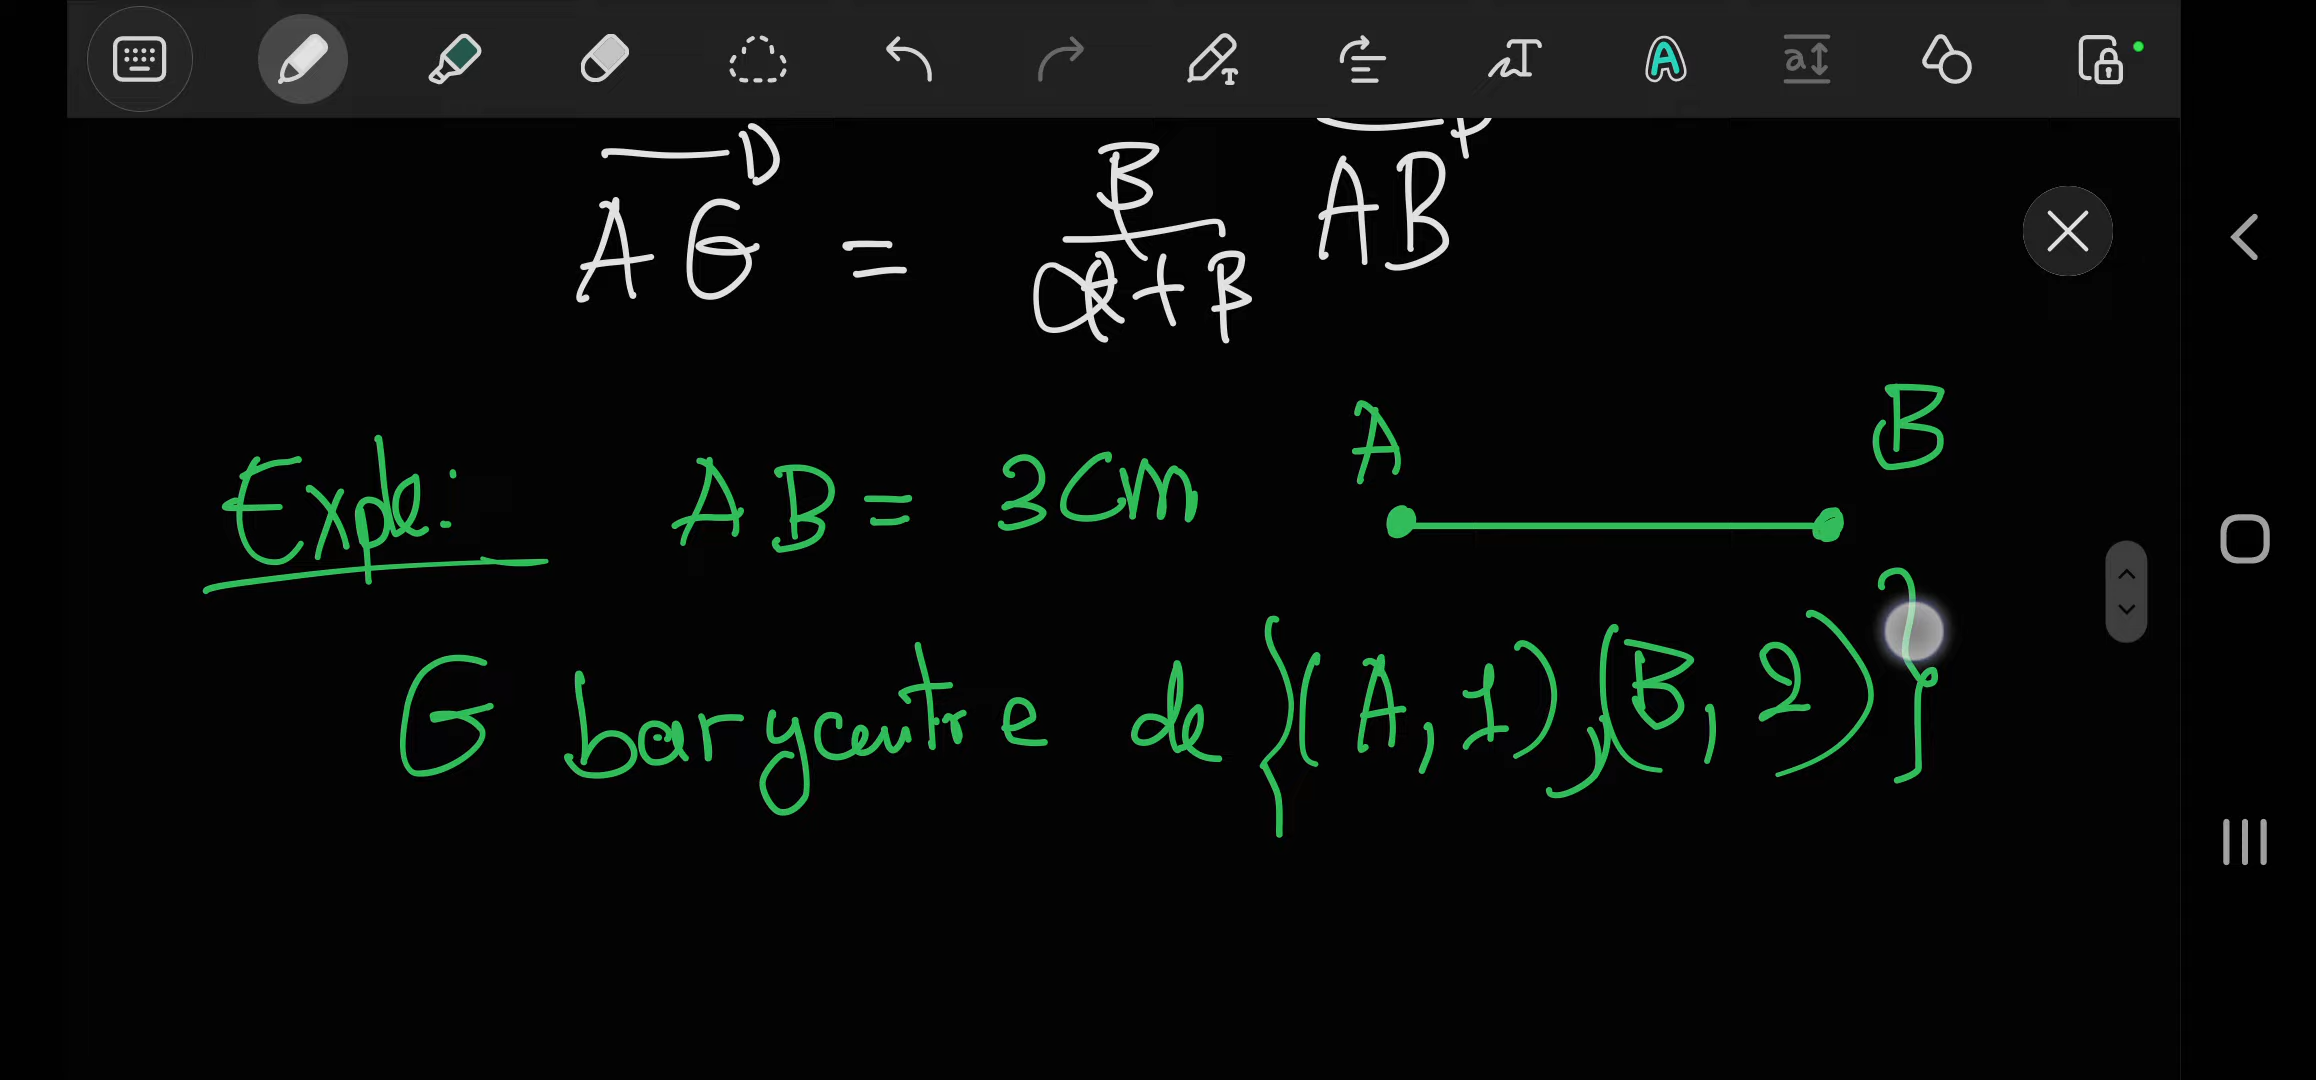 AG = β/(α+β) AB
Exple: AB = 3Cm A B
G barycentre de {(A,1),(B,2)}